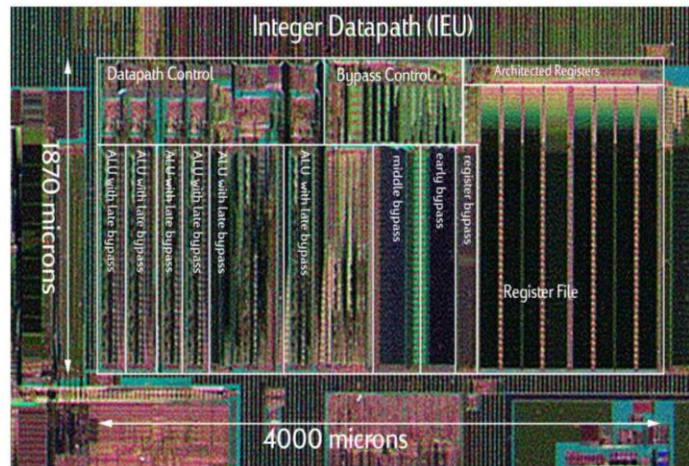 Integer Datapath (IEU)
Datapath Control
Bypass Control
Architected Registers
1870 microns
ALU with late bypass
ALU with late bypass
ALU with late bypass
ALU with late bypass
ALU with late bypass
ALU with late bypass
middle bypass
early bypass
register bypass
Register File
4000 microns